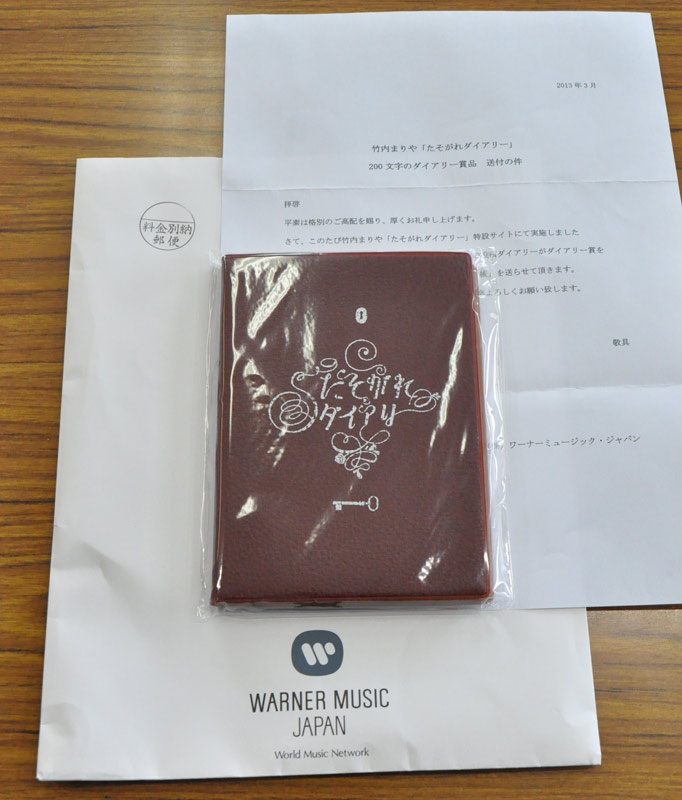 2013年3月
竹内まりや「たそがれダイアリー」
200文字のダイアリー賞品　送付の件
拝啓
平素は格別のご高配を賜り、厚くお礼申し上げます。
さて、このたび竹内まりや「たそがれダイアリー」特設サイトにて実施しました
ダイアリーがダイアリー賞を
を送らせて頂きます。
ろしくお願い致します。
敬具
ワーナーミュージック・ジャパン
料金別納
郵便
たそがれ
ダイアリー
WARNER MUSIC
JAPAN
World Music Network